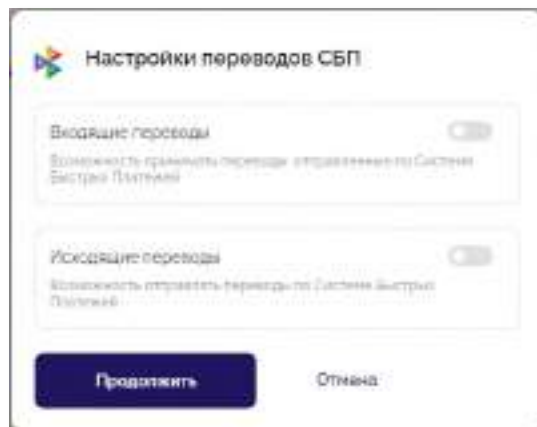 Настройки переводов СБП
Входящие переводы
Возможность принимать переводы отправленные по Системе
Быстрых Платежей
Исходящие переводы
Возможность отправлять переводы по Системе Быстрых
Платежей
Продолжить
Отмена